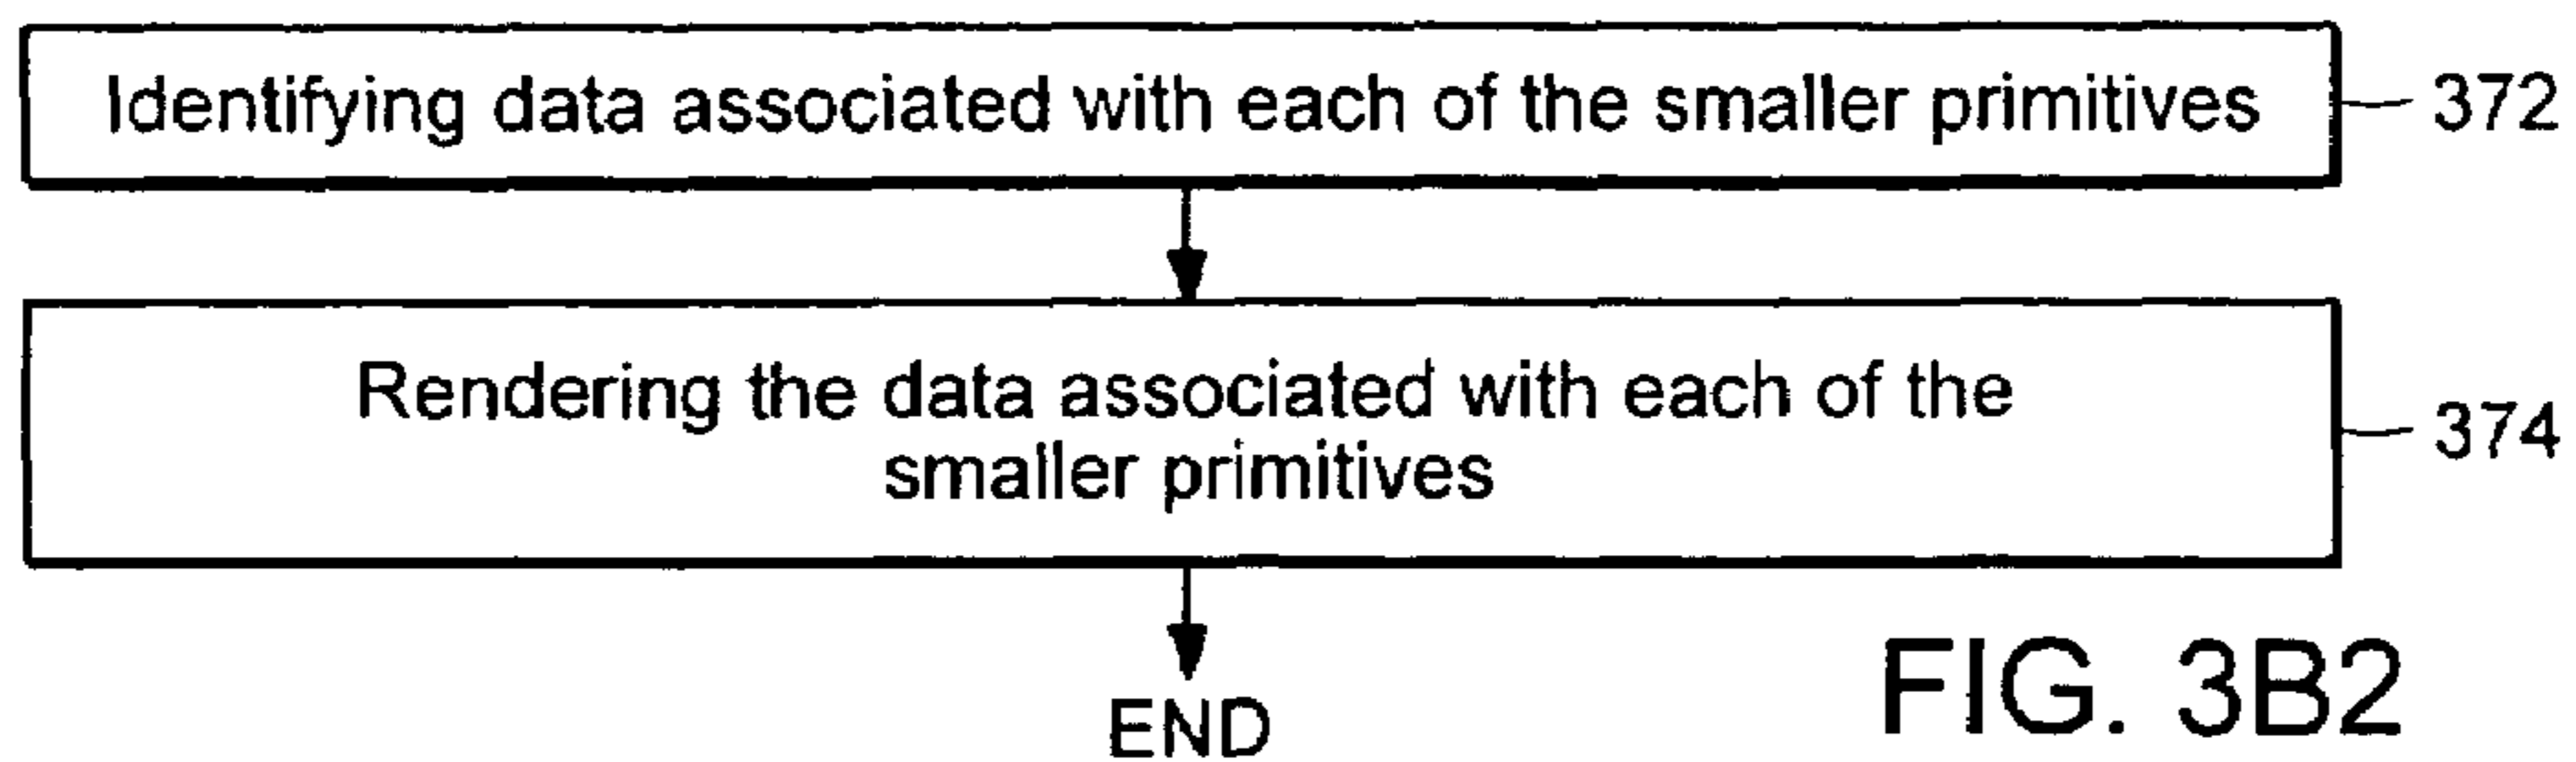 Identifying data associated with each of the smaller primitives
372
Rendering the data associated with each of the
smaller primitives
374
END
FIG. 3B2